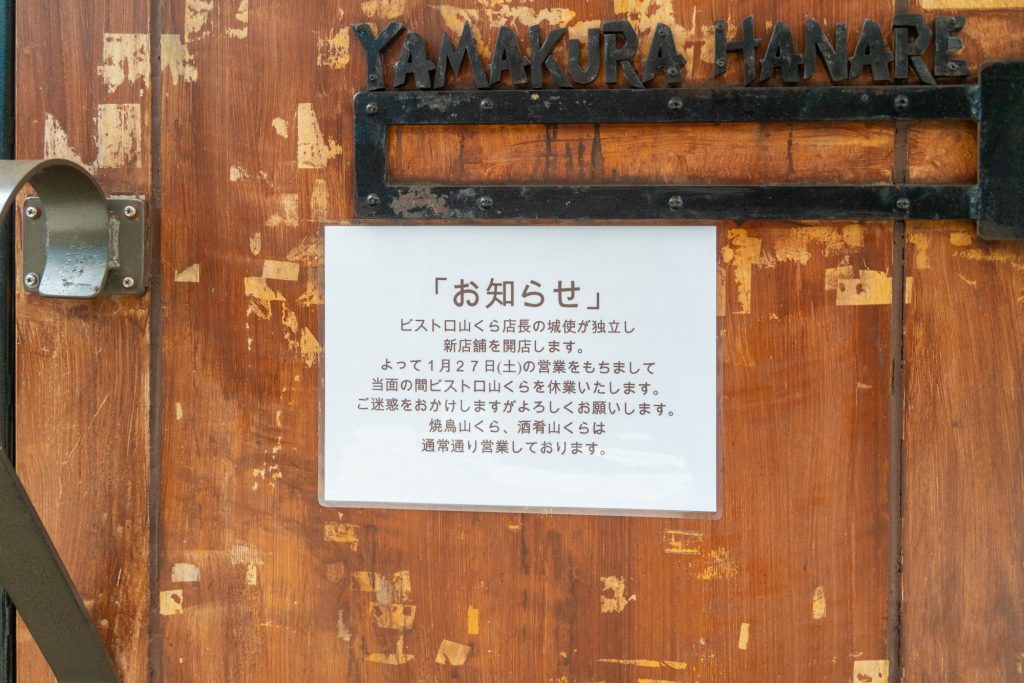 YAMAKURA HANARE
「お知らせ」
ビストロ山くら店長の城使が独立し
新店舗を開店します。
よって１月２７日(土)の営業をもちまして
当面の間ビストロ山くらを休業いたします。
ご迷惑をおかけしますがよろしくお願いします。
焼鳥山くら、酒肴山くらは
通常通り営業しております。